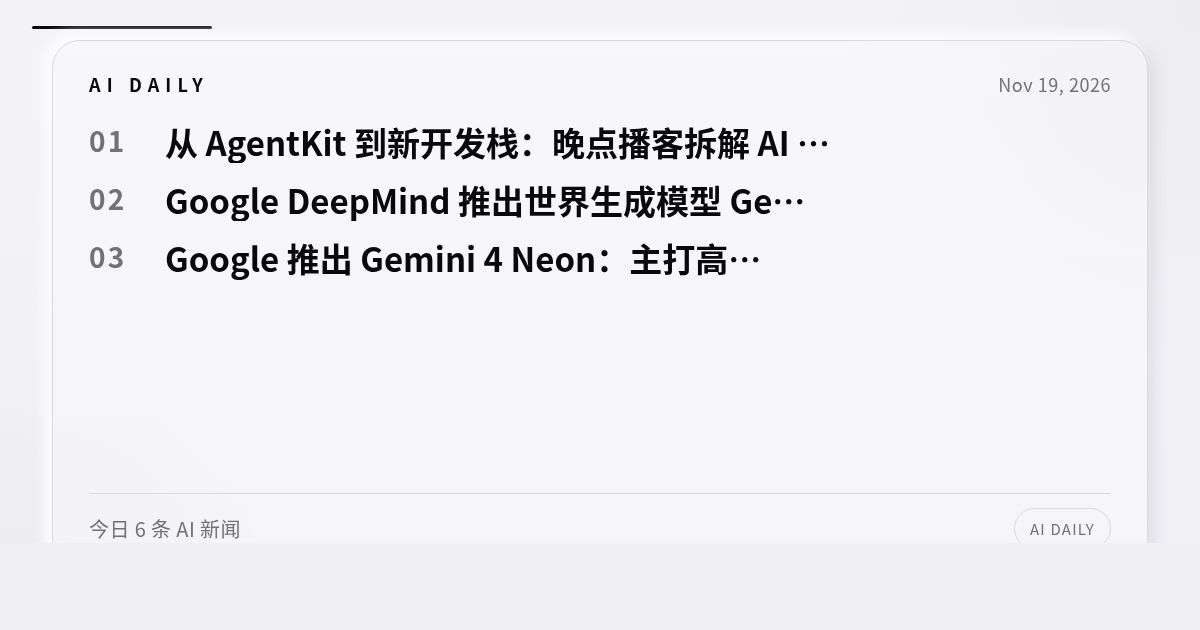 AI DAILY
Nov 19, 2026
01 从 AgentKit 到新开发栈：晚点播客拆解 AI …
02 Google DeepMind 推出世界生成模型 Ge…
03 Google 推出 Gemini 4 Neon：主打高…
今日 6 条 AI 新闻
AI DAILY